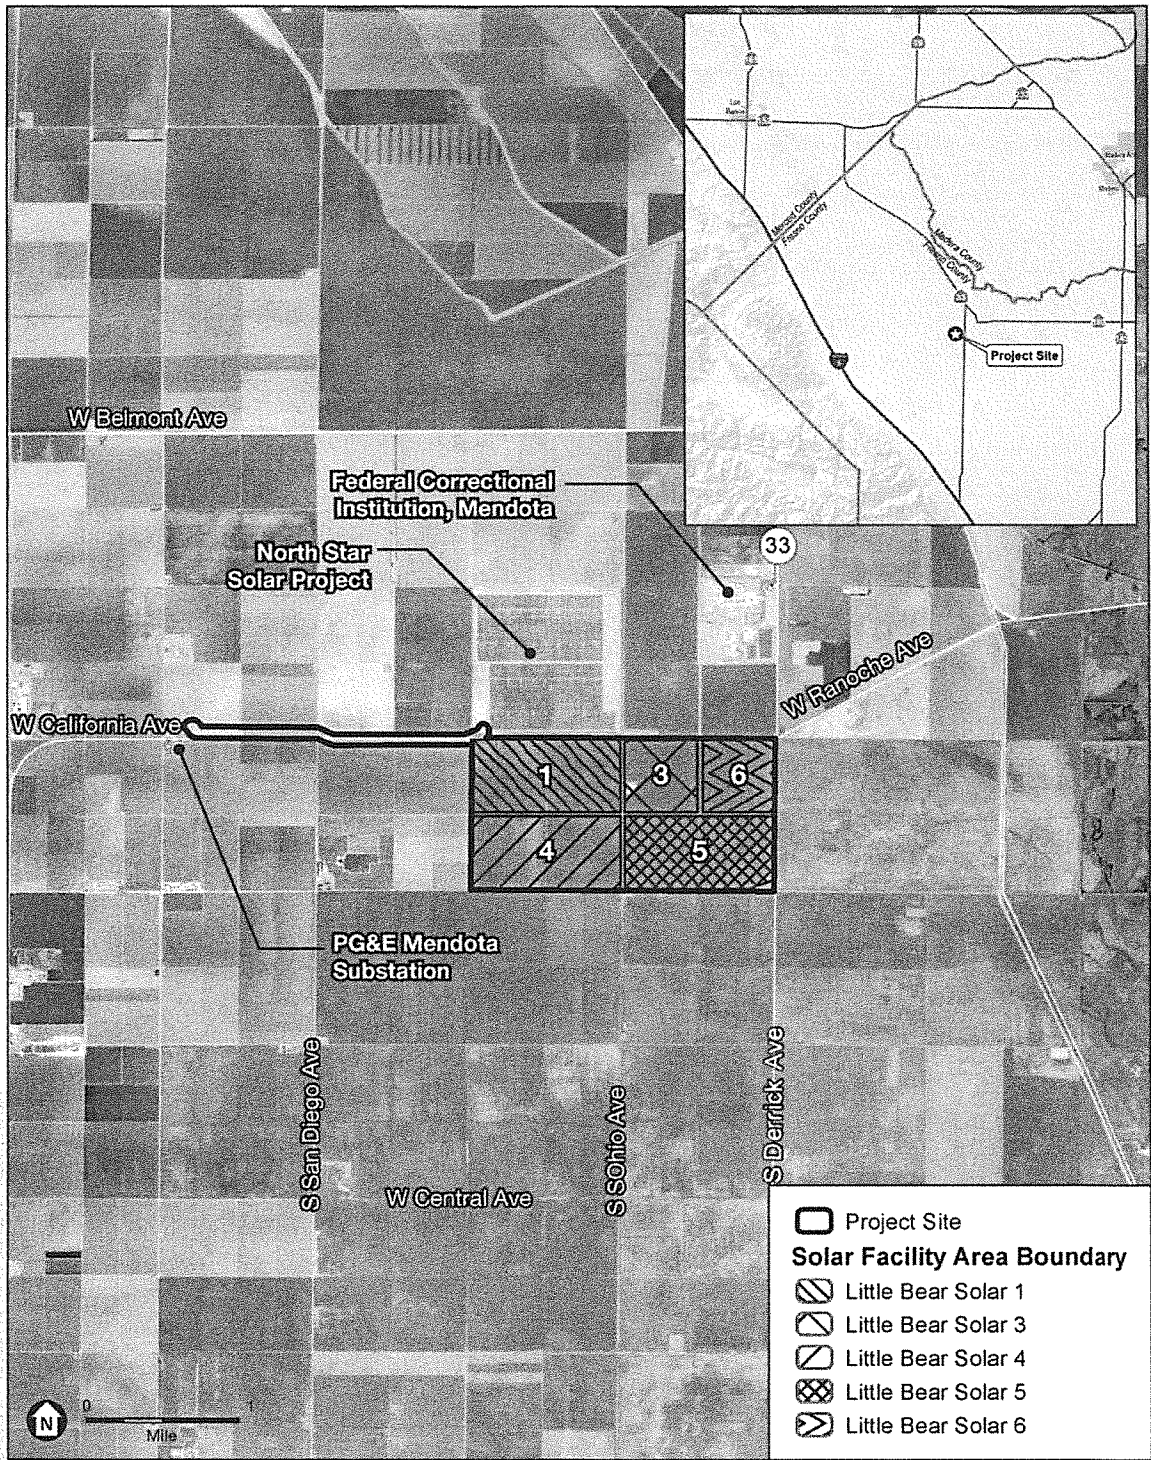 Los
Banos
Merced County
Fresno County
Madera County
Fresno County
Project Site
W Belmont Ave
Federal Correctional
Institution, Mendota
North Star
Solar Project
33
W Ranoche Ave
W California Ave
1
3
6
4
5
PG&E Mendota
Substation
S San Diego Ave
S SOhio Ave
S Derrick Ave
W Central Ave
Project Site
Solar Facility Area Boundary
Little Bear Solar 1
Little Bear Solar 3
Little Bear Solar 4
Little Bear Solar 5
Little Bear Solar 6
N
0
1
Mile